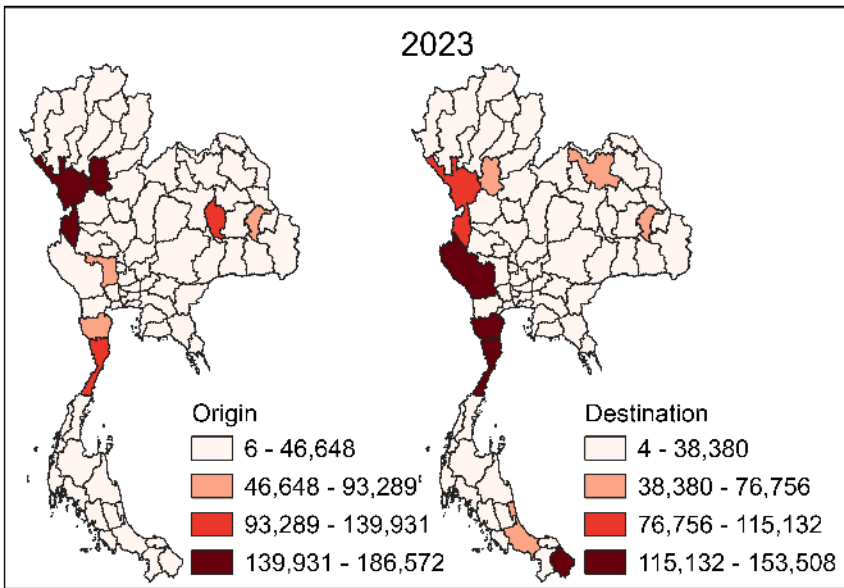 2023
Origin
6 - 46,648
46,648 - 93,289
93,289 - 139,931
139,931 - 186,572
Destination
4 - 38,380
38,380 - 76,756
76,756 - 115,132
115,132 - 153,508